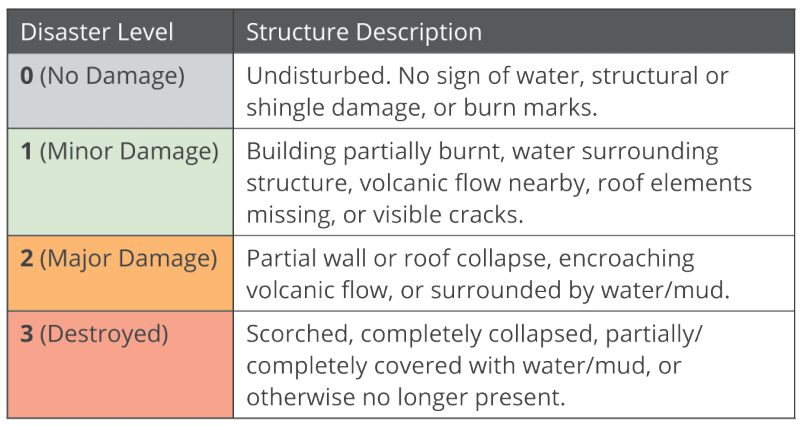 Disaster Level Structure Description
0 (No Damage) Undisturbed. No sign of water, structural or
shingle damage, or burn marks.
1 (Minor Damage) Building partially burnt, water surrounding
structure, volcanic flow nearby, roof elements
missing, or visible cracks.
2 (Major Damage) Partial wall or roof collapse, encroaching
volcanic flow, or surrounded by water/mud.
3 (Destroyed) Scorched, completely collapsed, partially/
completely covered with water/mud, or
otherwise no longer present.